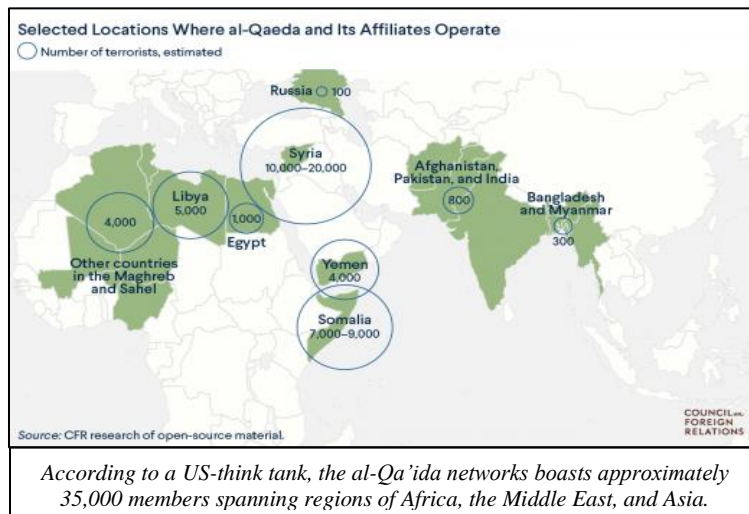 Selected Locations Where al-Qaeda and Its Affiliates Operate
Number of terrorists, estimated
Russia 100
Syria
10,000–20,000
Afghanistan,
Pakistan, and India
800
Libya
5,000
4,000
1,000
Egypt
Bangladesh
and Myanmar
300
Other countries
in the Maghreb
and Sahel
Yemen
4,000
Somalia
7,000–9,000
COUNCIL on
FOREIGN
RELATIONS
Source: CFR research of open-source material.
According to a US-think tank, the al-Qa’ida networks boasts approximately
35,000 members spanning regions of Africa, the Middle East, and Asia.